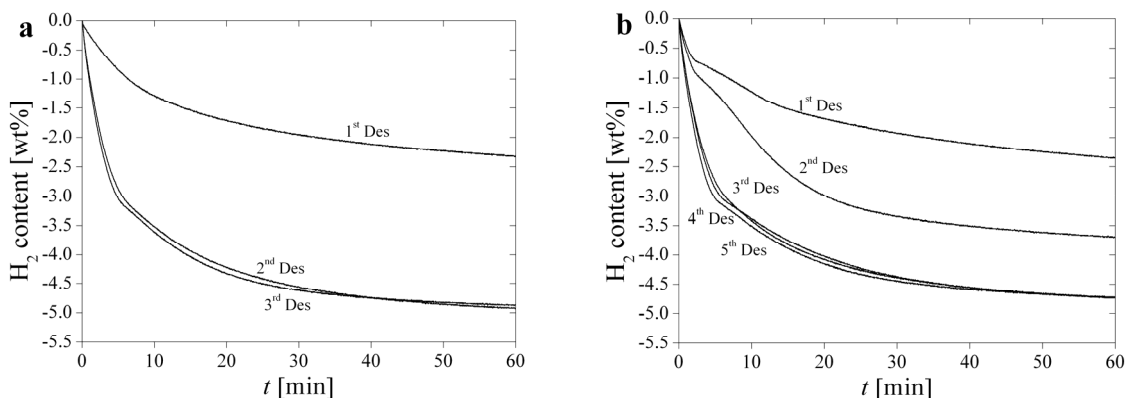 a
H₂ content [wt%]
0.0
-0.5
-1.0
-1.5
-2.0
-2.5
-3.0
-3.5
-4.0
-4.5
-5.0
-5.5
1st Des
2nd Des
3rd Des
0 10 20 30 40 50 60
t [min]
b
H₂ content [wt%]
0.0
-0.5
-1.0
-1.5
-2.0
-2.5
-3.0
-3.5
-4.0
-4.5
-5.0
-5.5
1st Des
2nd Des
3rd Des
4th Des
5th Des
0 10 20 30 40 50 60
t [min]